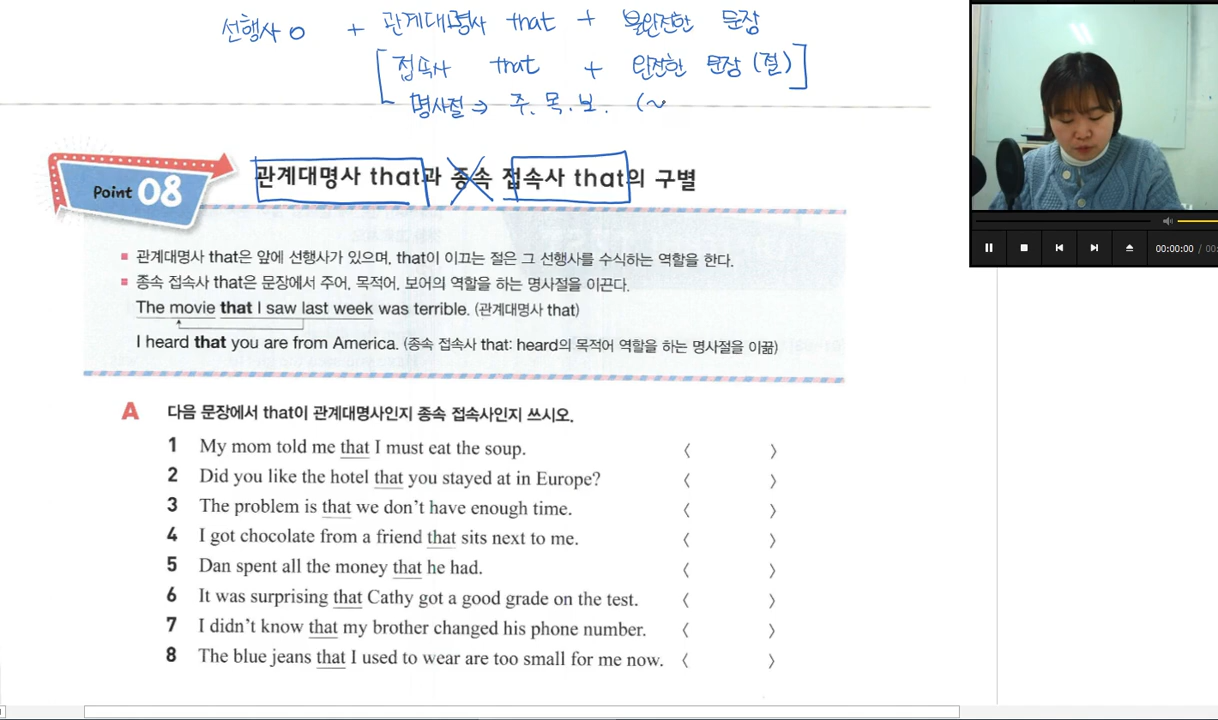 선행사 o + 관계대명사 that + 불완전한 문장
[ 접속사 that + 완전한 문장 (절) ]
명사절 → 주. 목. 보. (~
Point 08 관계대명사 that과 종속 접속사 that의 구별
관계대명사 that은 앞에 선행사가 있으며, that이 이끄는 절은 그 선행사를 수식하는 역할을 한다.
종속 접속사 that은 문장에서 주어, 목적어, 보어의 역할을 하는 명사절을 이끈다.
The movie that I saw last week was terrible. (관계대명사 that)
I heard that you are from America. (종속 접속사 that: heard의 목적어 역할을 하는 명사절을 이끎)
A 다음 문장에서 that이 관계대명사인지 종속 접속사인지 쓰시오.
1 My mom told me that I must eat the soup. 〈 〉
2 Did you like the hotel that you stayed at in Europe? 〈 〉
3 The problem is that we don't have enough time. 〈 〉
4 I got chocolate from a friend that sits next to me. 〈 〉
5 Dan spent all the money that he had. 〈 〉
6 It was surprising that Cathy got a good grade on the test. 〈 〉
7 I didn't know that my brother changed his phone number. 〈 〉
8 The blue jeans that I used to wear are too small for me now. 〈 〉
00:00:00 / 00: